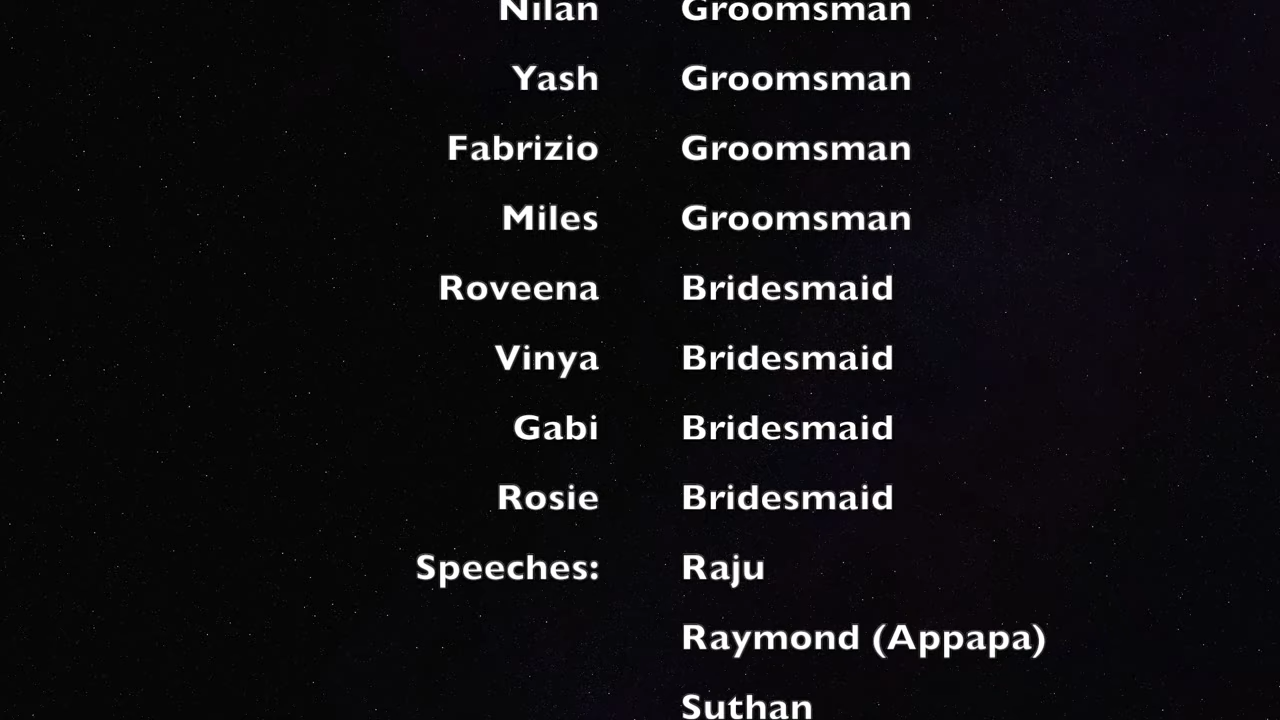 Nilan Groomsman
Yash Groomsman
Fabrizio Groomsman
Miles Groomsman
Roveena Bridesmaid
Vinya Bridesmaid
Gabi Bridesmaid
Rosie Bridesmaid
Speeches: Raju
Raymond (Appapa)
Suthan